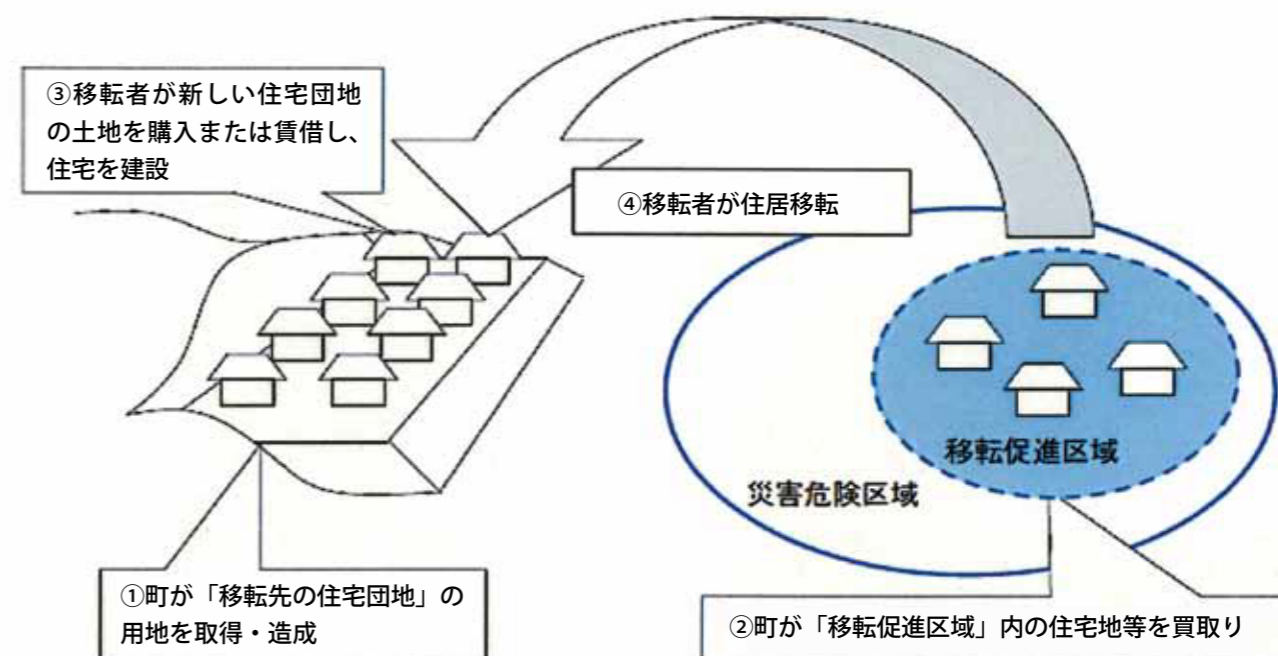 ③移転者が新しい住宅団地
の土地を購入または賃借し、
住宅を建設
④移転者が住居移転
移転促進区域
災害危険区域
①町が「移転先の住宅団地」の
用地を取得・造成
②町が「移転促進区域」内の住宅地等を買取り